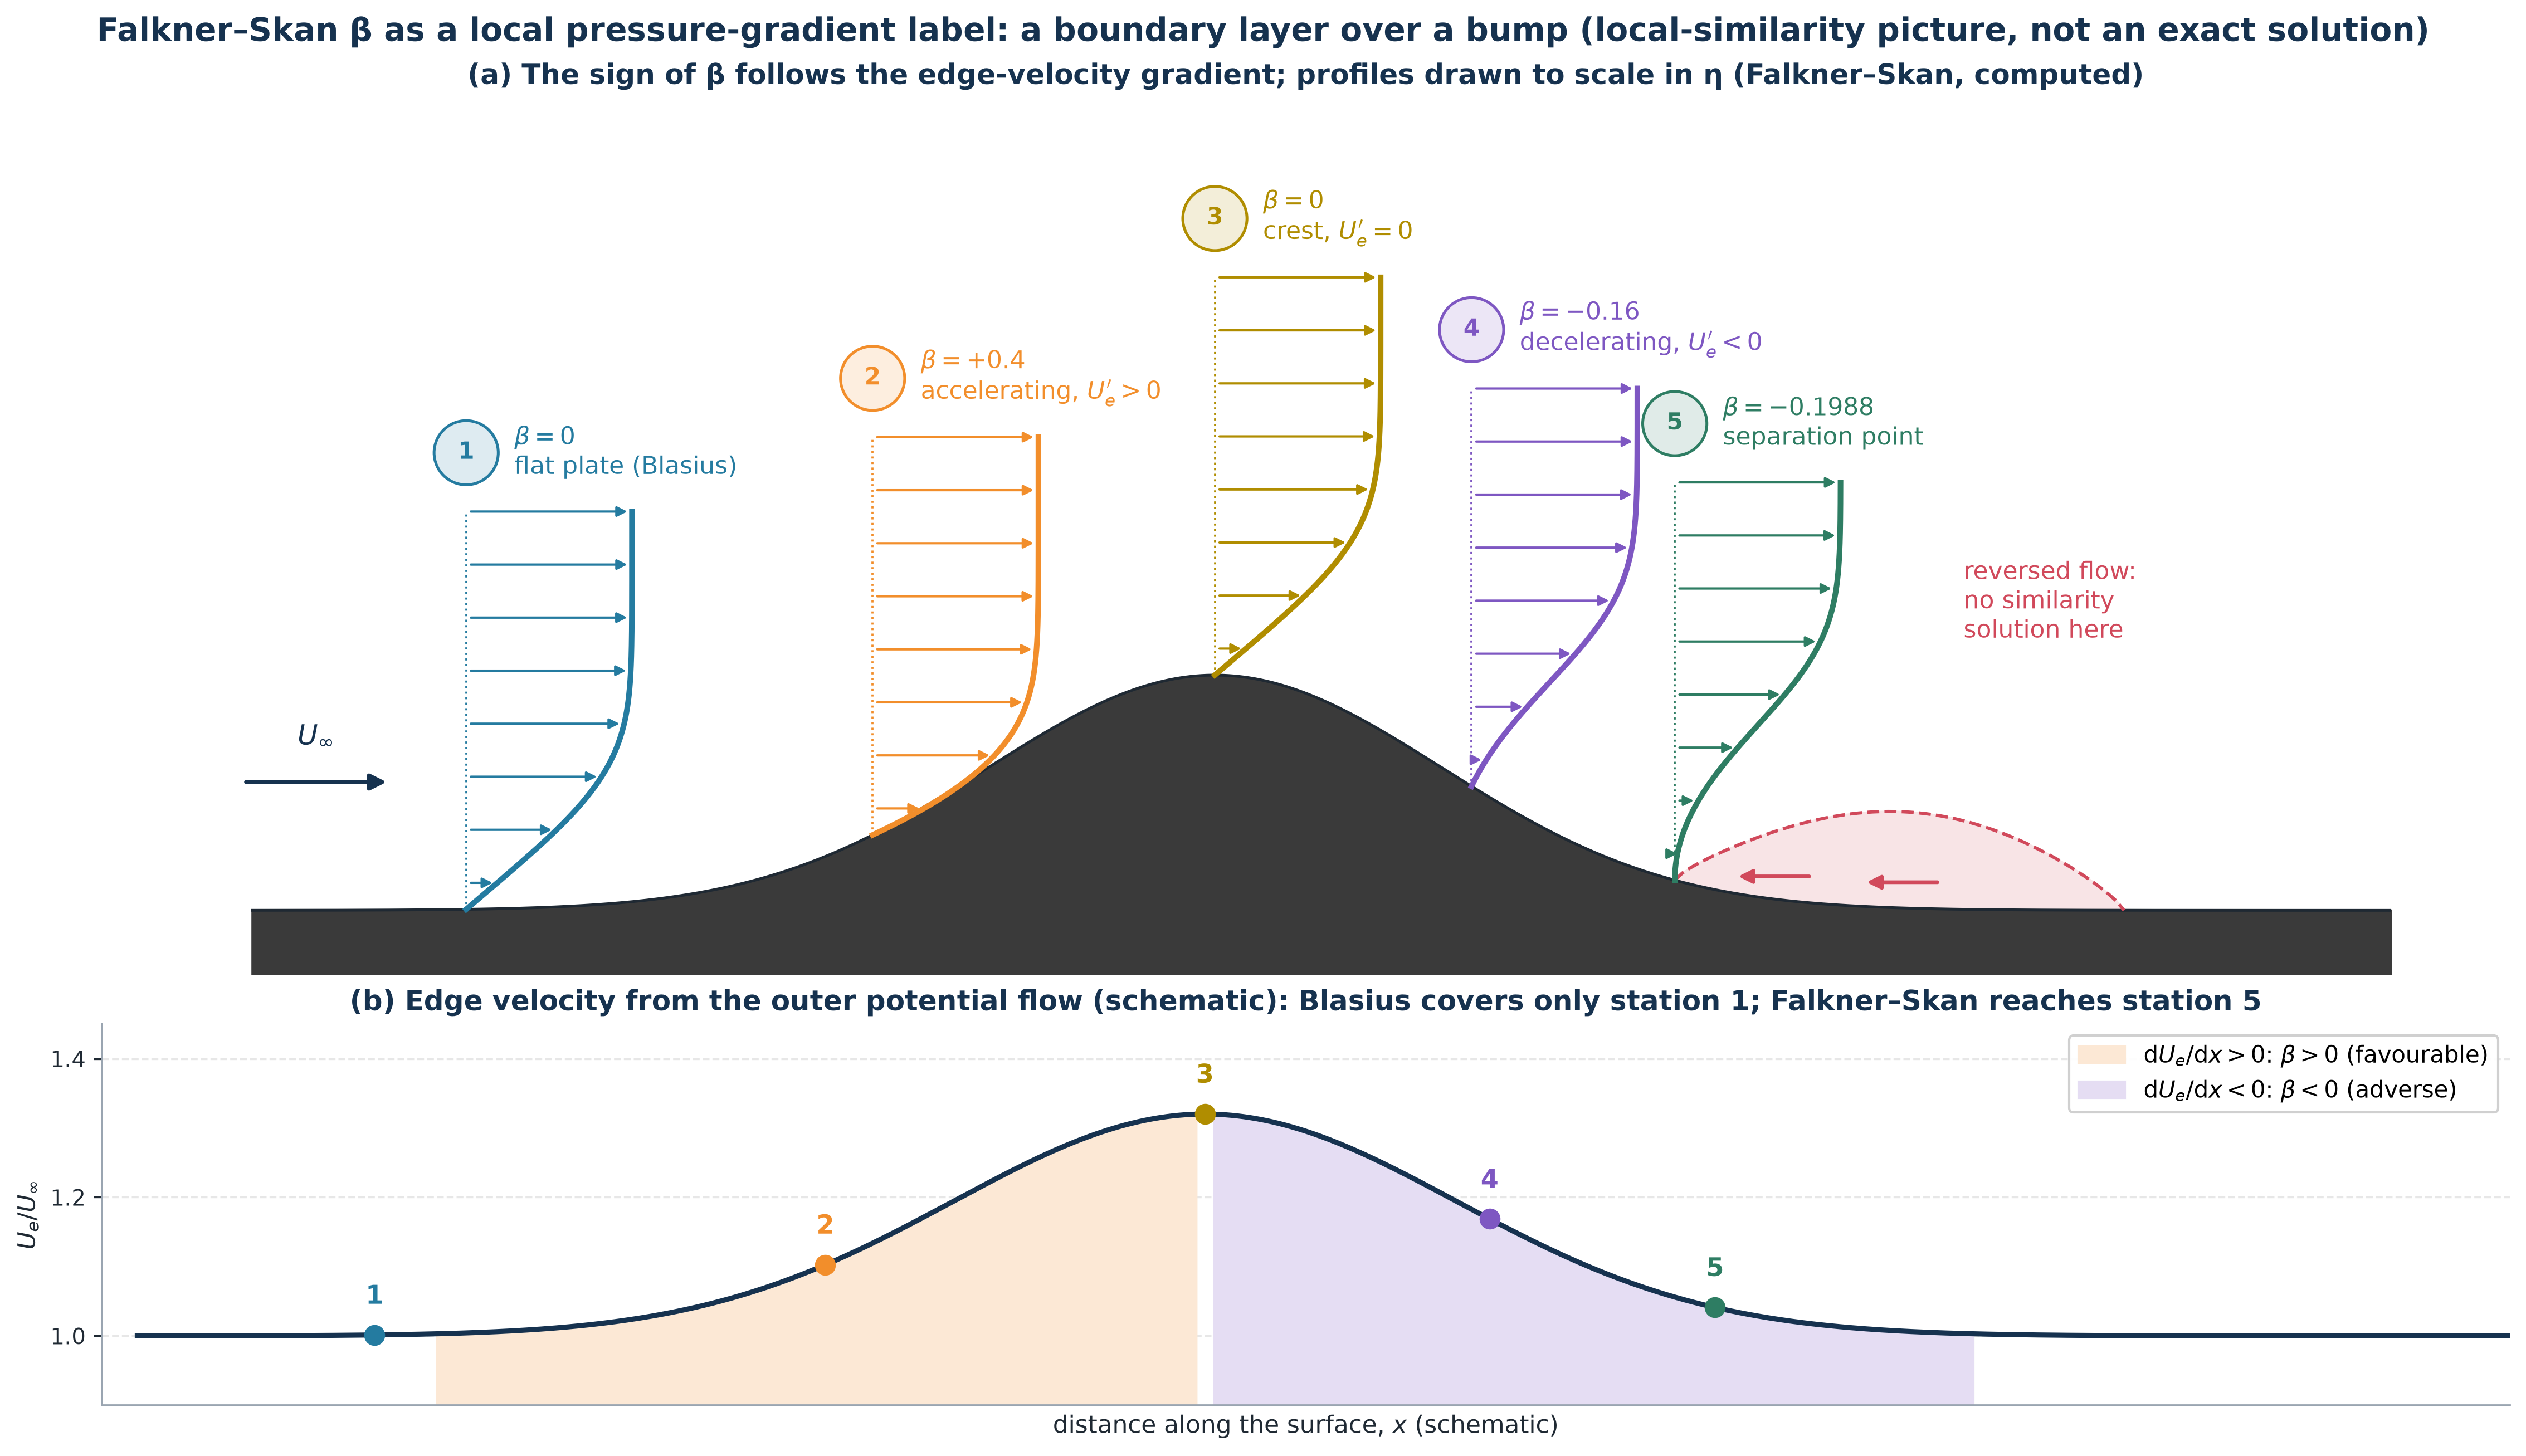 Falkner–Skan β as a local pressure-gradient label: a boundary layer over a bump (local-similarity picture, not an exact solution)
(a) The sign of β follows the edge-velocity gradient; profiles drawn to scale in η (Falkner–Skan, computed)
3
β = 0
crest, U′ₑ = 0
4
β = −0.16
decelerating, U′ₑ < 0
2
β = +0.4
accelerating, U′ₑ > 0
5
β = −0.1988
separation point
1
β = 0
flat plate (Blasius)
reversed flow:
no similarity
solution here
U∞
(b) Edge velocity from the outer potential flow (schematic): Blasius covers only station 1; Falkner–Skan reaches station 5
dUₑ/dx > 0: β > 0 (favourable)
dUₑ/dx < 0: β < 0 (adverse)
1.4
1.2
1.0
Uₑ/U∞
1
2
3
4
5
distance along the surface, x (schematic)